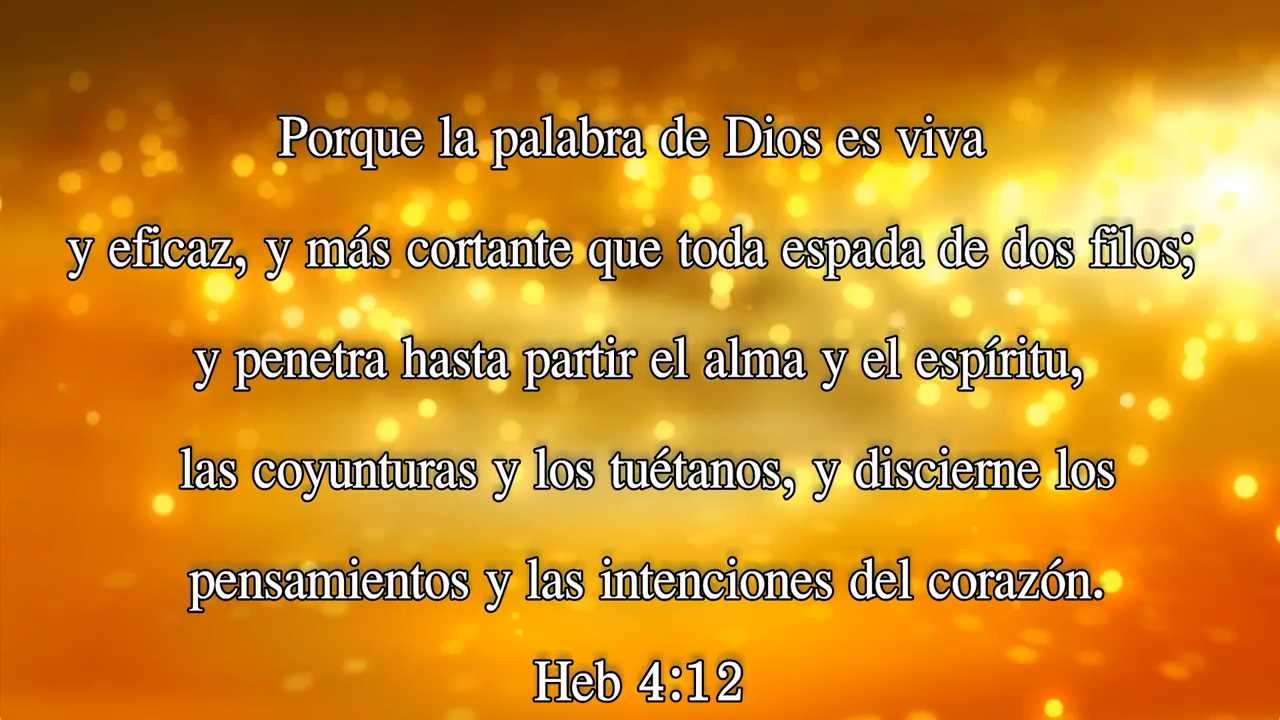 Porque la palabra de Dios es viva
y eficaz, y más cortante que toda espada de dos filos;
y penetra hasta partir el alma y el espíritu,
las coyunturas y los tuétanos, y discierne los
pensamientos y las intenciones del corazón.
Heb 4:12